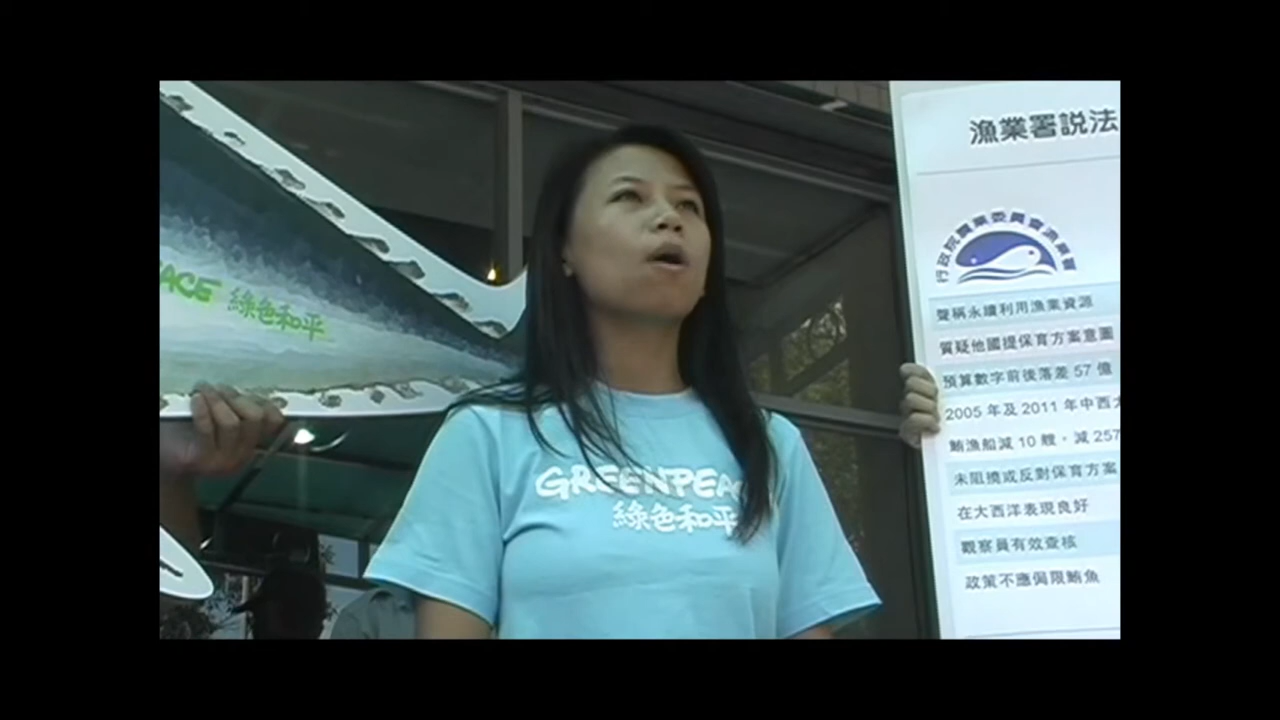 ACE 綠色和平
GREENPEACE
綠色和平
漁業署説法
行政院農業委員會漁業署
聲稱永續利用漁業資源
質疑他國提保育方案意圖
預算數字前後落差 57 億
2005 年及 2011 年中西太
鮪漁船減 10 艘，減 257
未阻撓或反對保育方案
在大西洋表現良好
觀察員有效查核
政策不應侷限鮪魚